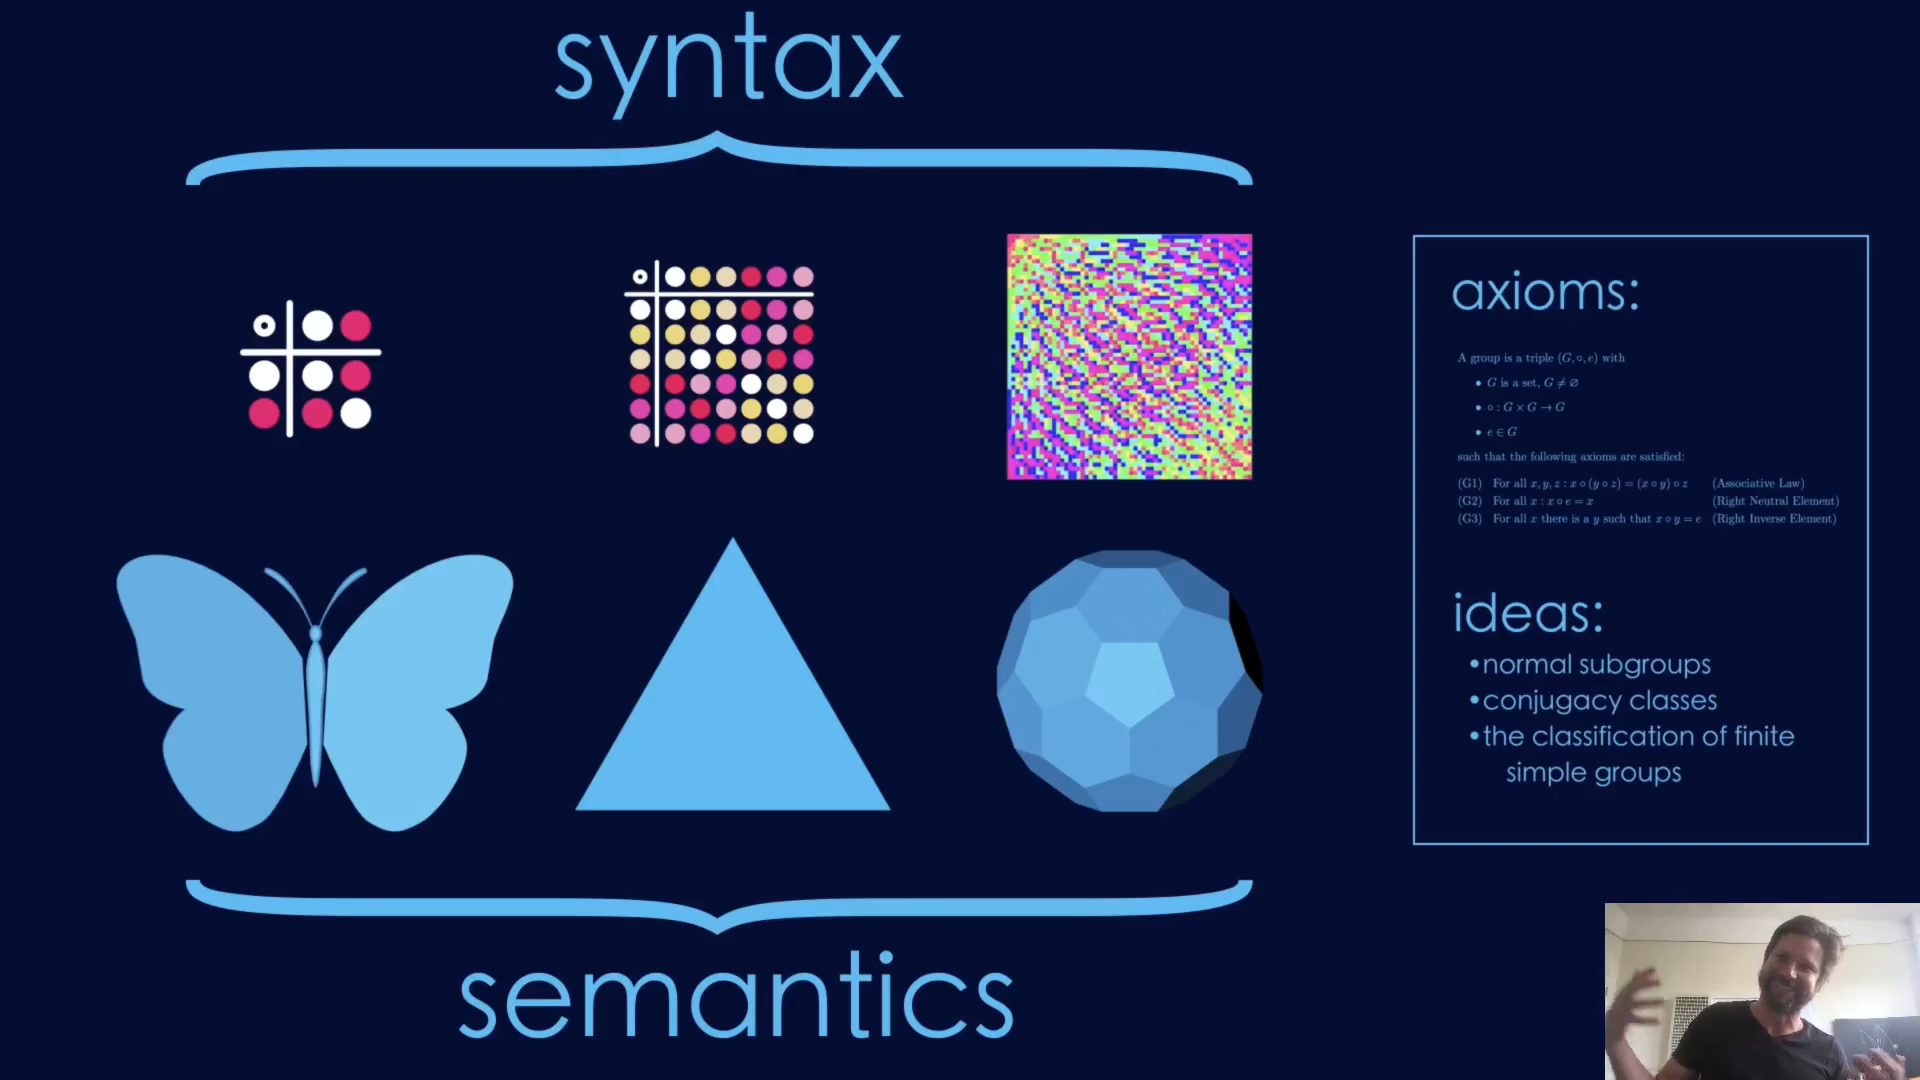 syntax
axioms:
A group is a triple (G, ∘, e) with
• G is a set, G ≠ ∅
• ∘ : G × G → G
• e ∈ G
such that the following axioms are satisfied:
(G1) For all x, y, z : x ∘ (y ∘ z) = (x ∘ y) ∘ z (Associative Law)
(G2) For all x : x ∘ e = x (Right Neutral Element)
(G3) For all x there is a y such that x ∘ y = e (Right Inverse Element)
ideas:
•normal subgroups
•conjugacy classes
•the classification of finite
simple groups
semantics